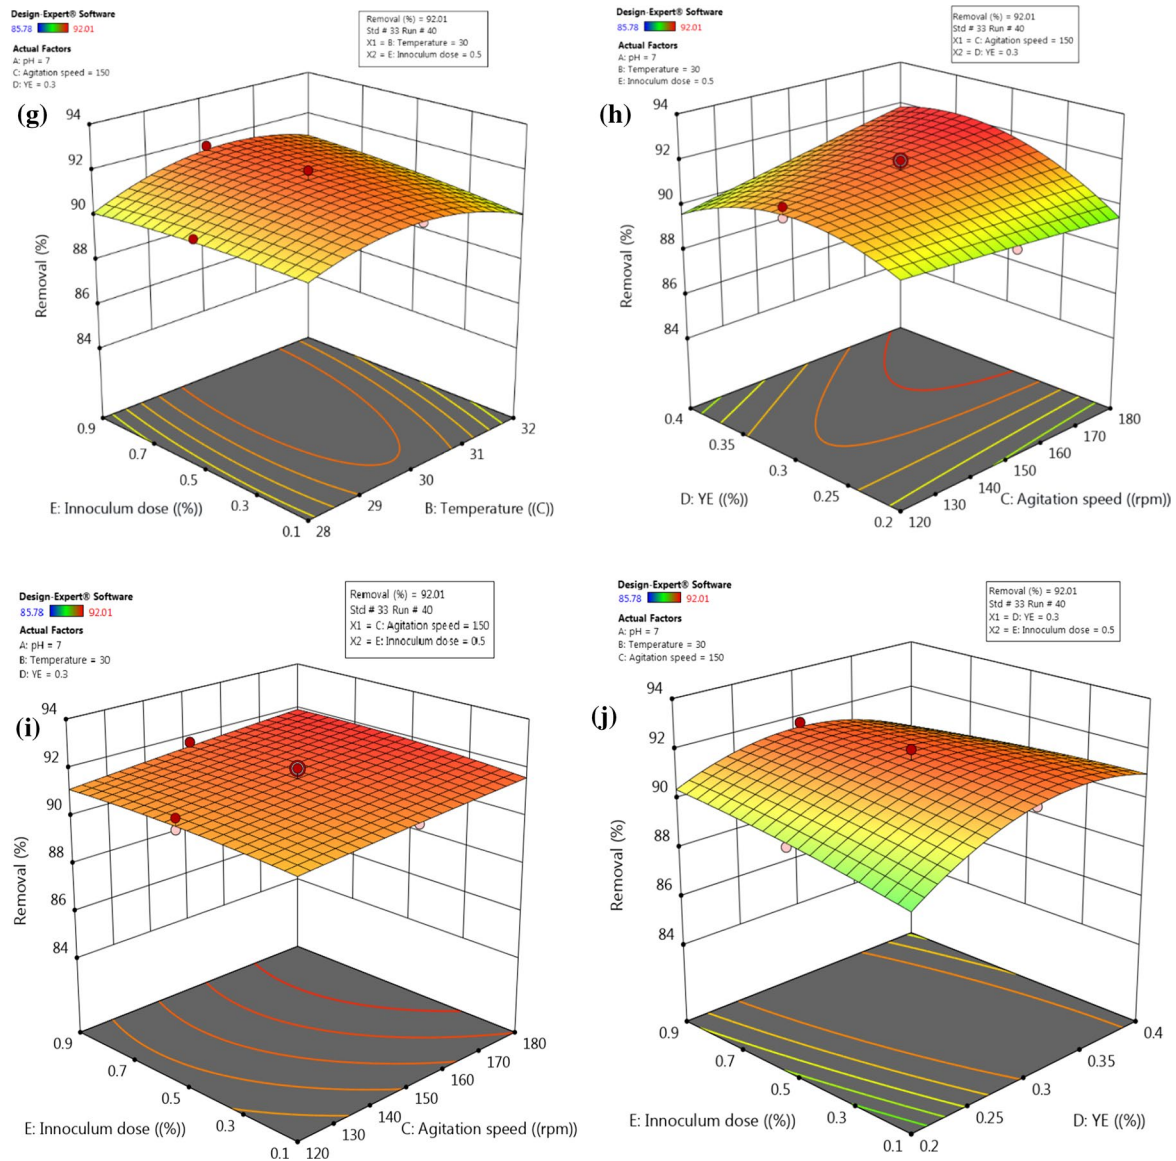 Design-Expert® Software
85.78 92.01
Actual Factors
A: pH = 7
C: Agitation speed = 150
D: YE = 0.3
Removal (%) = 92.01
Std # 33 Run # 40
X1 = B: Temperature = 30
X2 = E: Innoculum dose = 0.5
(g)
94
92
90
88
86
84
Removal (%)
0.9
0.7
0.5
0.3
0.1
28
29
30
31
32
E: Innoculum dose ((%))
B: Temperature ((C))
Design-Expert® Software
85.78 92.01
Actual Factors
A: pH = 7
B: Temperature = 30
E: Innoculum dose = 0.5
Removal (%) = 92.01
Std # 33 Run # 40
X1 = C: Agitation speed = 150
X2 = D: YE = 0.3
(h)
94
92
90
88
86
84
Removal (%)
0.4
0.35
0.3
0.25
0.2
120
130
140
150
160
170
180
D: YE ((%))
C: Agitation speed ((rpm))
Design-Expert® Software
85.78 92.01
Actual Factors
A: pH = 7
B: Temperature = 30
D: YE = 0.3
Removal (%) = 92.01
Std # 33 Run # 40
X1 = C: Agitation speed = 150
X2 = E: Innoculum dose = 0.5
(i)
94
92
90
88
86
84
Removal (%)
0.9
0.7
0.5
0.3
0.1
120
130
140
150
160
170
180
E: Innoculum dose ((%))
C: Agitation speed ((rpm))
Design-Expert® Software
85.78 92.01
Actual Factors
A: pH = 7
B: Temperature = 30
C: Agitation speed = 150
Removal (%) = 92.01
Std # 33 Run # 40
X1 = D: YE = 0.3
X2 = E: Innoculum dose = 0.5
(j)
94
92
90
88
86
84
Removal (%)
0.9
0.7
0.5
0.3
0.1
0.2
0.25
0.3
0.35
0.4
E: Innoculum dose ((%))
D: YE ((%))